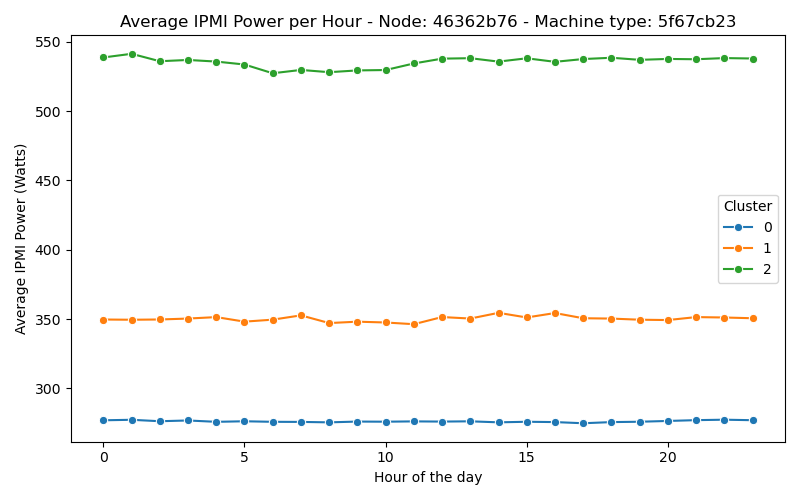 Average IPMI Power per Hour - Node: 46362b76 - Machine type: 5f67cb23
Average IPMI Power (Watts)
550
500
450
400
350
300
Cluster
0
1
2
0 5 10 15 20
Hour of the day